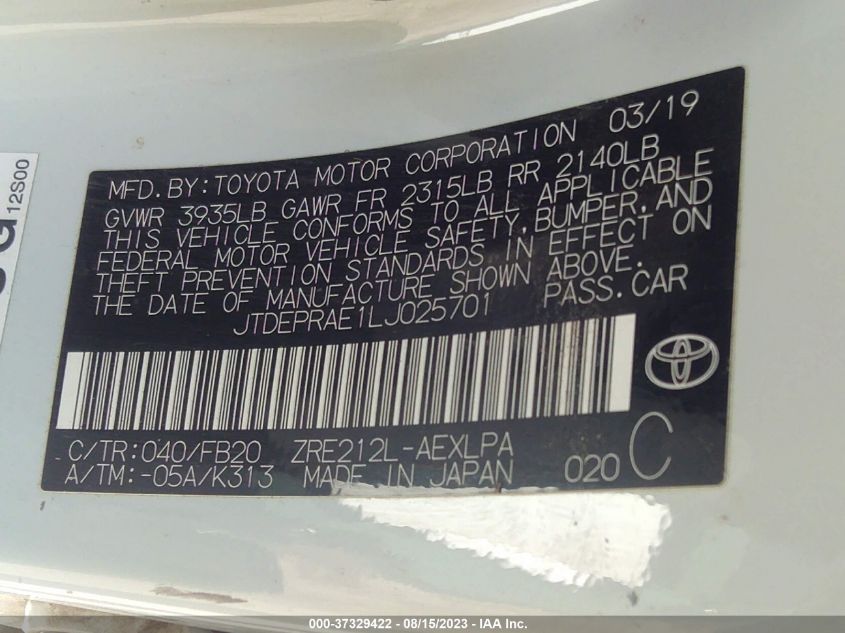 12S00
03/19
MFD. BY: TOYOTA MOTOR CORPORATION
GVWR 3935LB GAWR FR 2315LB RR 2140LB
THIS VEHICLE CONFORMS TO ALL APPLICABLE
FEDERAL MOTOR VEHICLE SAFETY, BUMPER, AND
THEFT PREVENTION STANDARDS IN EFFECT ON
THE DATE OF MANUFACTURE SHOWN ABOVE.
JTDEPRAE1LJ025701 PASS. CAR
C/TR: 040/FB20 ZRE212L-AEXLPA
A/TM: -05A/K313 MADE IN JAPAN 020 C
000-37329422 - 08/15/2023 - IAA Inc.